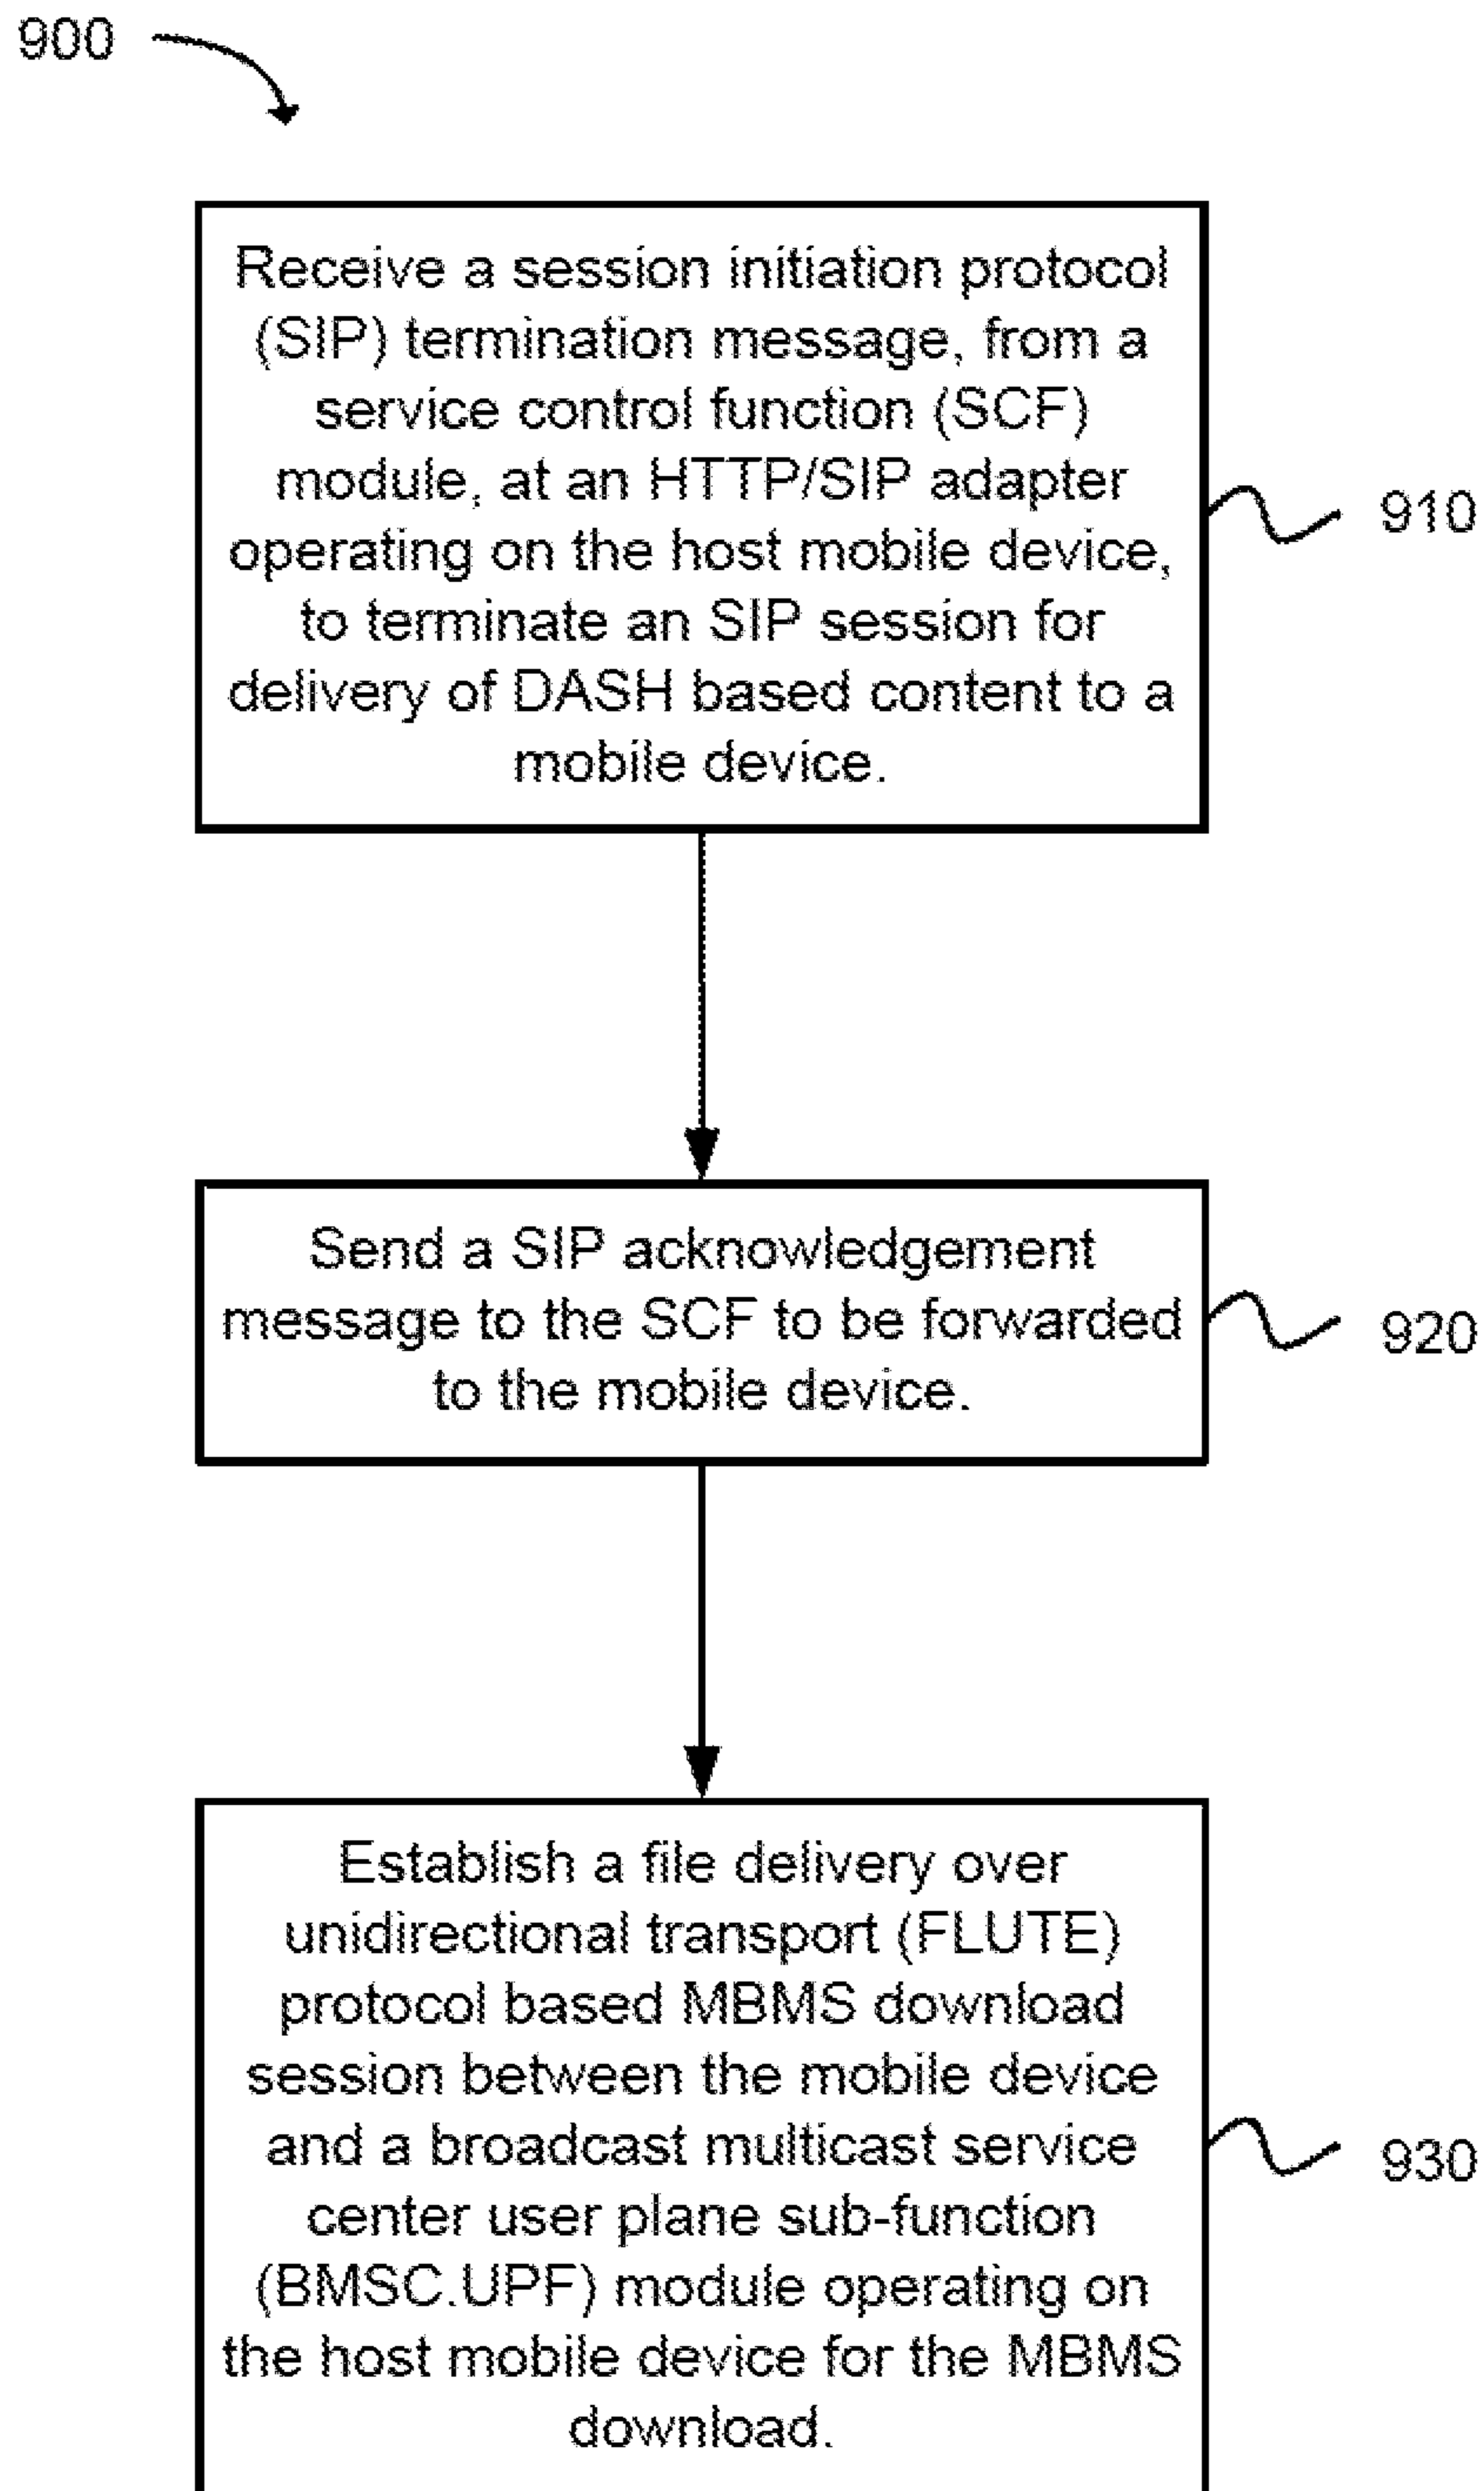 900
Receive a session initiation protocol
(SIP) termination message, from a
service control function (SCF)
module, at an HTTP/SIP adapter
operating on the host mobile device,
to terminate an SIP session for
delivery of DASH based content to a
mobile device.
910
Send a SIP acknowledgement
message to the SCF to be forwarded
to the mobile device.
920
Establish a file delivery over
unidirectional transport (FLUTE)
protocol based MBMS download
session between the mobile device
and a broadcast multicast service
center user plane sub-function
(BMSC.UPF) module operating on
the host mobile device for the MBMS
download.
930